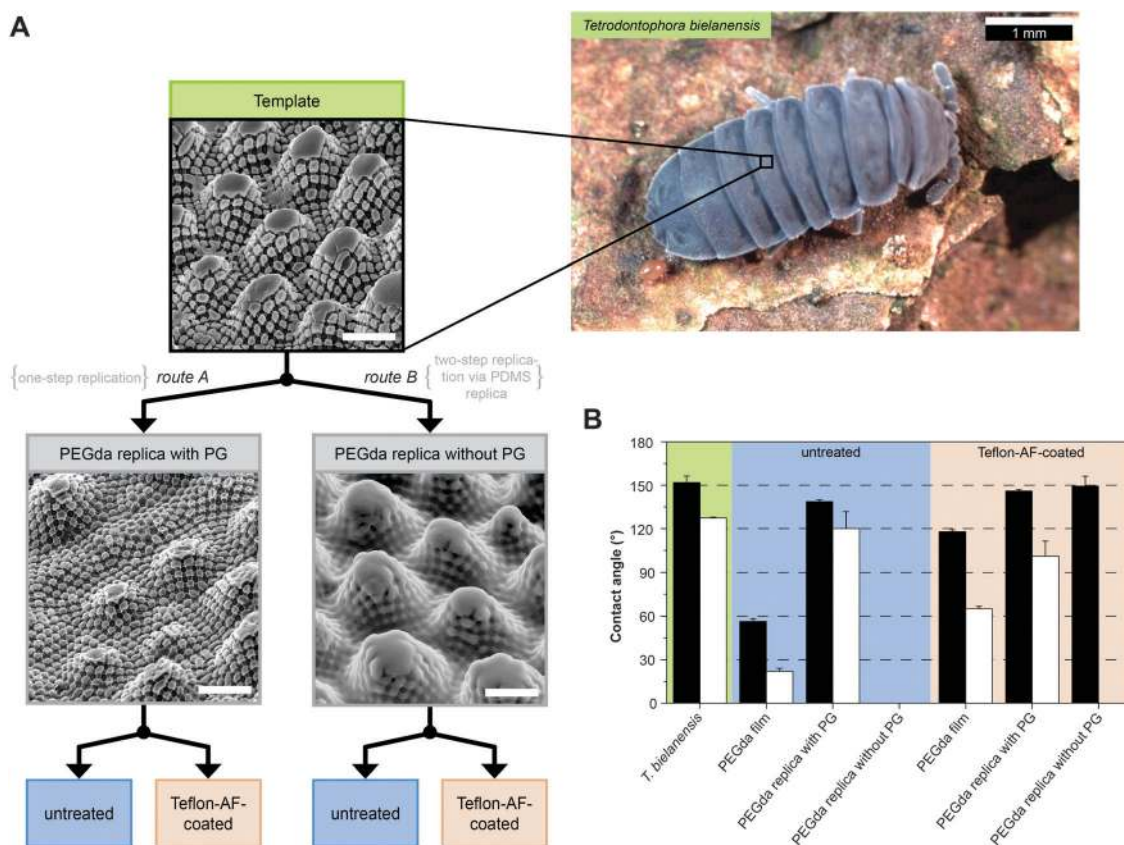 A
Tetrodontophora bielanensis
1 mm
Template
{one-step replication} route A
route B {two-step replica-
tion via PDMS
replica}
PEGda replica with PG
PEGda replica without PG
untreated
Teflon-AF-
coated
untreated
Teflon-AF-
coated
B
untreated
Teflon-AF-coated
Contact angle (°)
180
150
120
90
60
30
0
T. bielanensis
PEGda film
PEGda replica with PG
PEGda replica without PG
PEGda film
PEGda replica with PG
PEGda replica without PG